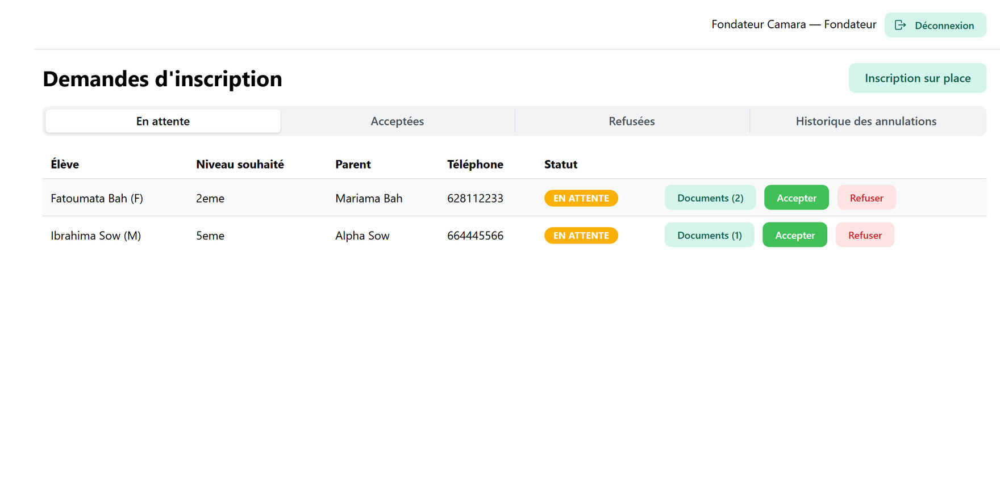 Fondateur Camara — Fondateur
Déconnexion
Demandes d'inscription
Inscription sur place
En attente
Acceptées
Refusées
Historique des annulations
Élève Niveau souhaité Parent Téléphone Statut
Fatoumata Bah (F) 2eme Mariama Bah 628112233 EN ATTENTE Documents (2) Accepter Refuser
Ibrahima Sow (M) 5eme Alpha Sow 664445566 EN ATTENTE Documents (1) Accepter Refuser